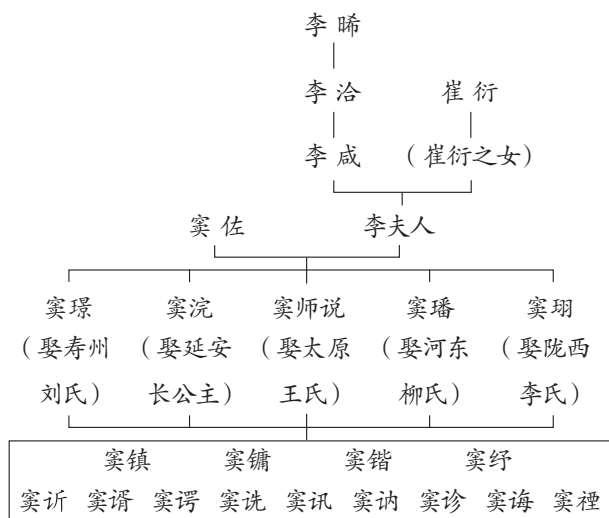 李晞
李洽 崔衍
李咸 （崔衍之女）
窦佐 李夫人
窦璟 窦浣 窦师说 窦璠 窦珝
（娶寿州 （娶延安 （娶太原 （娶河东 （娶陇西
刘氏） 长公主） 王氏） 柳氏） 李氏）
窦镇 窦镛 窦锴 窦纾
窦䜣 窦谞 窦谔 窦诜 窦讯 窦讷 窦诊 窦诲 窦禋